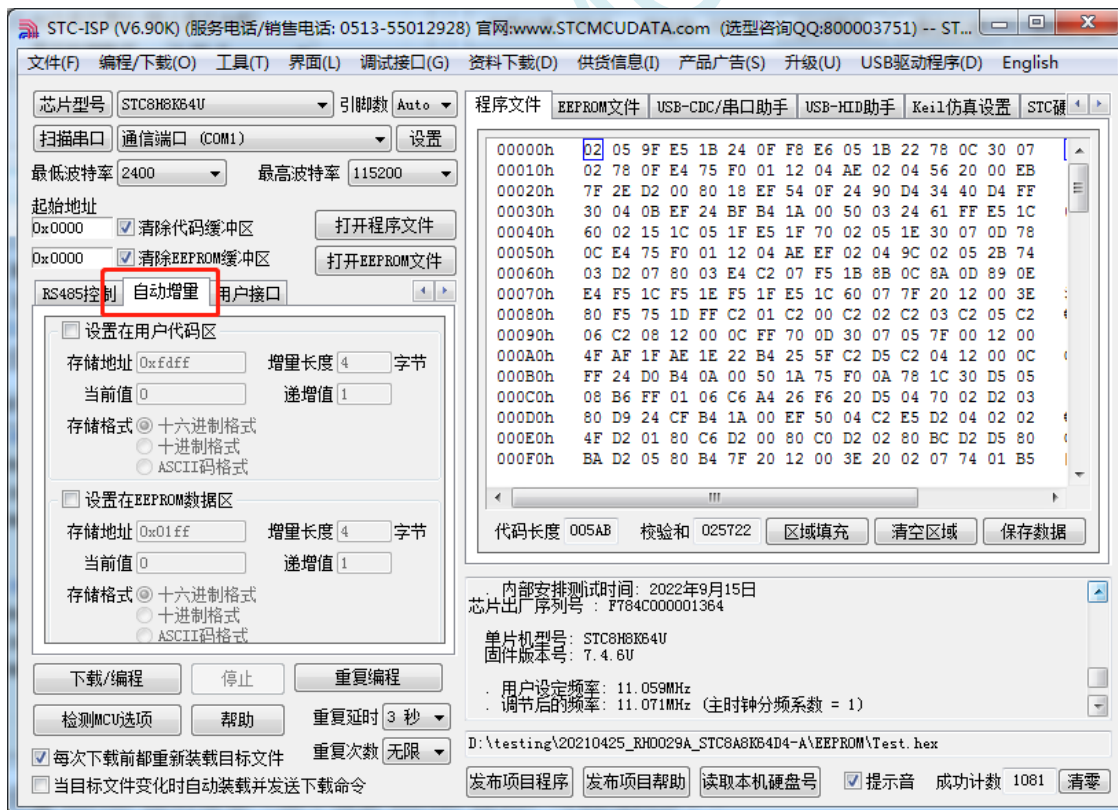 STC-ISP (V6.90K) (服务电话/销售电话: 0513-55012928) 官网:www.STCMCUDATA.com (选型咨询QQ:800003751) -- ST...
文件(F) 编程/下载(O) 工具(T) 界面(L) 调试接口(G) 资料下载(D) 供货信息(I) 产品广告(S) 升级(U) USB驱动程序(D) English
芯片型号 STC8H8K64U 引脚数 Auto
扫描串口 通信端口 (COM1) 设置
最低波特率 2400 最高波特率 115200
起始地址
0x0000 清除代码缓冲区 打开程序文件
0x0000 清除EEPROM缓冲区 打开EEPROM文件
RS485控制 自动增量 用户接口
设置在用户代码区
存储地址 0xfdff 增量长度 4 字节
当前值 0 递增值 1
存储格式 十六进制格式
十进制格式
ASCII码格式
设置在EEPROM数据区
存储地址 0x01ff 增量长度 4 字节
当前值 0 递增值 1
存储格式 十六进制格式
十进制格式
ASCII码格式
下载/编程 停止 重复编程
检测MCU选项 帮助 重复延时 3 秒
每次下载前都重新装载目标文件 重复次数 无限
当目标文件变化时自动装载并发送下载命令
程序文件 EEPROM文件 USB-CDC/串口助手 USB-HID助手 Keil仿真设置 STC硬
00000h 02 05 9F E5 1B 24 0F F8 E6 05 1B 22 78 0C 30 07
00010h 02 78 0F E4 75 F0 01 12 04 AE 02 04 56 20 00 EB
00020h 7F 2E D2 00 80 18 EF 54 0F 24 90 D4 34 40 D4 FF
00030h 30 04 0B EF 24 BF B4 1A 00 50 03 24 61 FF E5 1C
00040h 60 02 15 1C 05 1F E5 1F 70 02 05 1E 30 07 0D 78
00050h 0C E4 75 F0 01 12 04 AE EF 02 04 9C 02 05 2B 74
00060h 03 D2 07 80 03 E4 C2 07 F5 1B 8B 0C 8A 0D 89 0E
00070h E4 F5 1C F5 1E F5 1F E5 1C 60 07 7F 20 12 00 3E
00080h 80 F5 75 1D FF C2 01 C2 00 C2 02 C2 03 C2 05 C2
00090h 06 C2 08 12 00 0C FF 70 0D 30 07 05 7F 00 12 00
000A0h 4F AF 1F AE 1E 22 B4 25 5F C2 D5 C2 04 12 00 0C
000B0h FF 24 D0 B4 0A 00 50 1A 75 F0 0A 78 1C 30 D5 05
000C0h 08 B6 FF 01 06 C6 A4 26 F6 20 D5 04 70 02 D2 03
000D0h 80 D9 24 CF B4 1A 00 EF 50 04 C2 E5 D2 04 02 02
000E0h 4F D2 01 80 C6 D2 00 80 C0 D2 02 80 BC D2 D5 80
000F0h BA D2 05 80 B4 7F 20 12 00 3E 20 02 07 74 01 B5
代码长度 005AB 校验和 025722 区域填充 清空区域 保存数据
. 内部安排测试时间: 2022年9月15日
芯片出厂序列号 : F784C000001364
单片机型号: STC8H8K64U
固件版本号: 7.4.6U
. 用户设定频率: 11.059MHz
. 调节后的频率: 11.071MHz (主时钟分频系数 = 1)
D:\testing\20210425_RH0029A_STC8A8K64D4-A\EEPROM\Test.hex
发布项目程序 发布项目帮助 读取本机硬盘号 提示音 成功计数 1081 清零